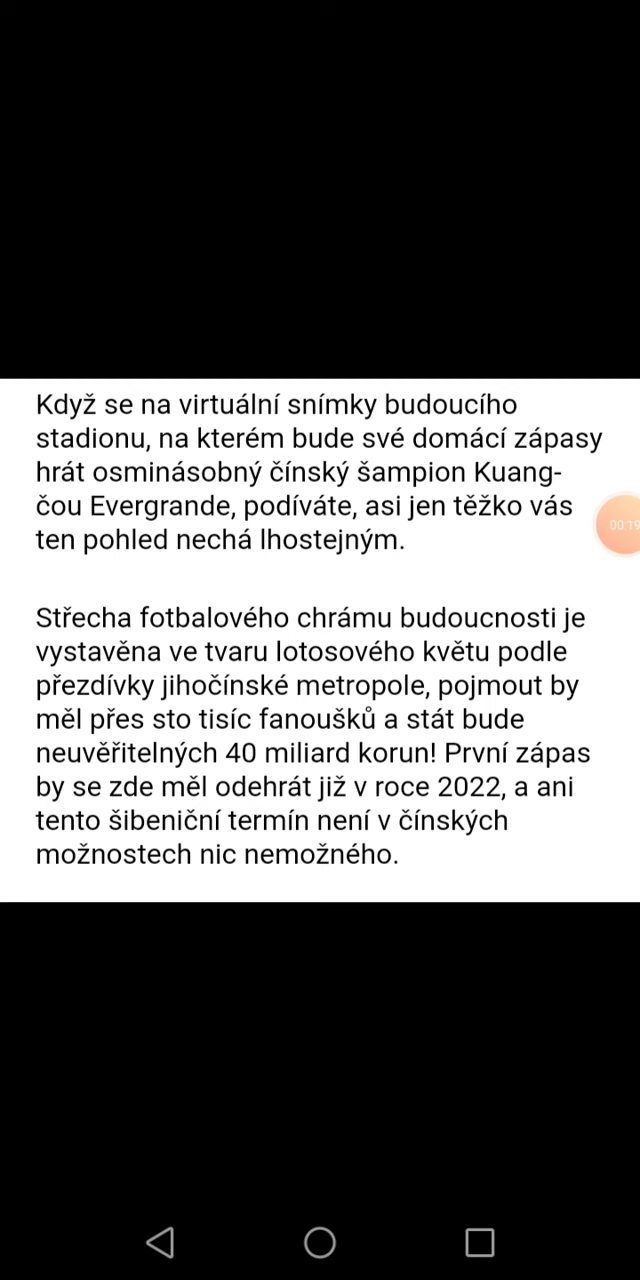 Když se na virtuální snímky budoucího
stadionu, na kterém bude své domácí zápasy
hrát osminásobný čínský šampion Kuang-
čou Evergrande, podíváte, asi jen těžko vás
ten pohled nechá lhostejným.
00:19
Střecha fotbalového chrámu budoucnosti je
vystavěna ve tvaru lotosového květu podle
přezdívky jihočínské metropole, pojmout by
měl přes sto tisíc fanoušků a stát bude
neuvěřitelných 40 miliard korun! První zápas
by se zde měl odehrát již v roce 2022, a ani
tento šibeniční termín není v čínských
možnostech nic nemožného.